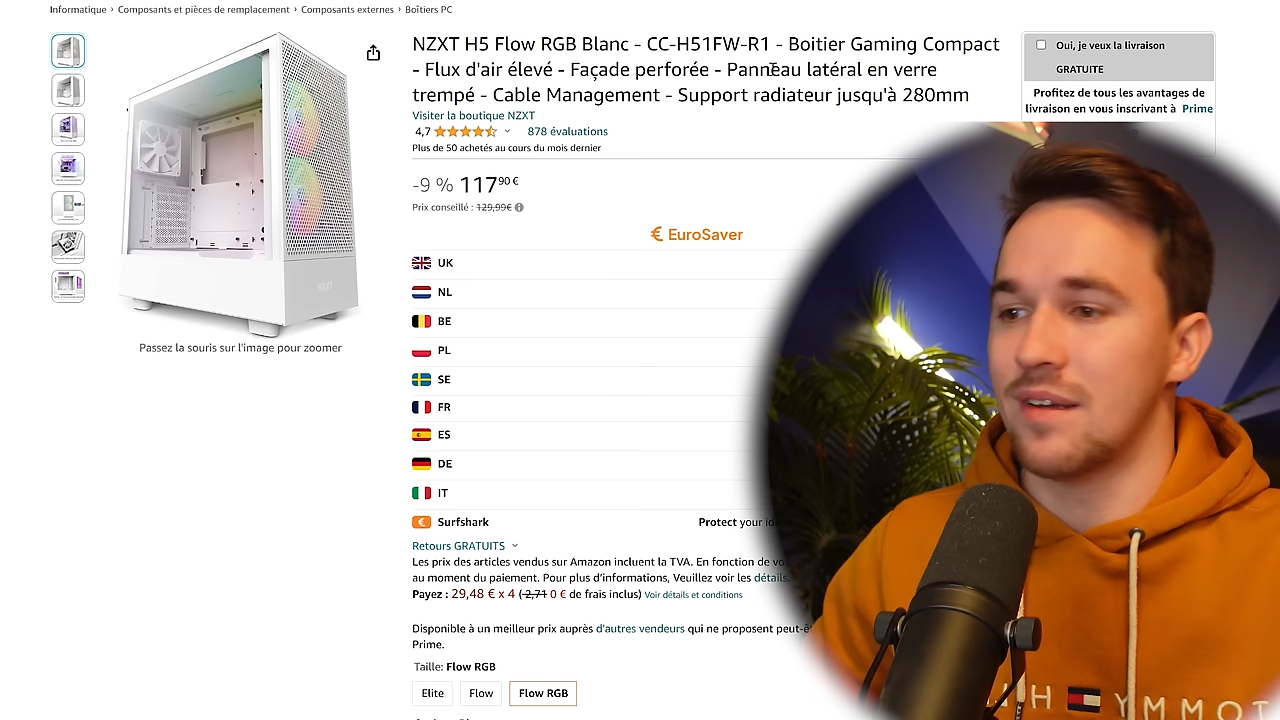 Informatique › Composants et pièces de remplacement › Composants externes › Boîtiers PC
NZXT H5 Flow RGB Blanc - CC-H51FW-R1 - Boitier Gaming Compact
- Flux d'air élevé - Façade perforée - Panneau latéral en verre
trempé - Cable Management - Support radiateur jusqu'à 280mm
Visiter la boutique NZXT
4,7 878 évaluations
Plus de 50 achetés au cours du mois dernier
-9 % 117,90 €
Prix conseillé : 129,99€
€ EuroSaver
UK
NL
BE
PL
SE
FR
ES
DE
IT
€ Surfshark Protect your
Retours GRATUITS
Les prix des articles vendus sur Amazon incluent la TVA. En fonction de
au moment du paiement. Pour plus d'informations, Veuillez voir les détails.
Payez : 29,48 € x 4 (2,71 0 € de frais inclus) Voir détails et conditions
Disponible à un meilleur prix auprès d'autres vendeurs qui ne proposent
Prime.
Taille: Flow RGB
Elite Flow Flow RGB
Passez la souris sur l'image pour zoomer
NZXT
Oui, je veux la livraison
GRATUITE
Profitez de tous les avantages de
livraison en vous inscrivant à Prime